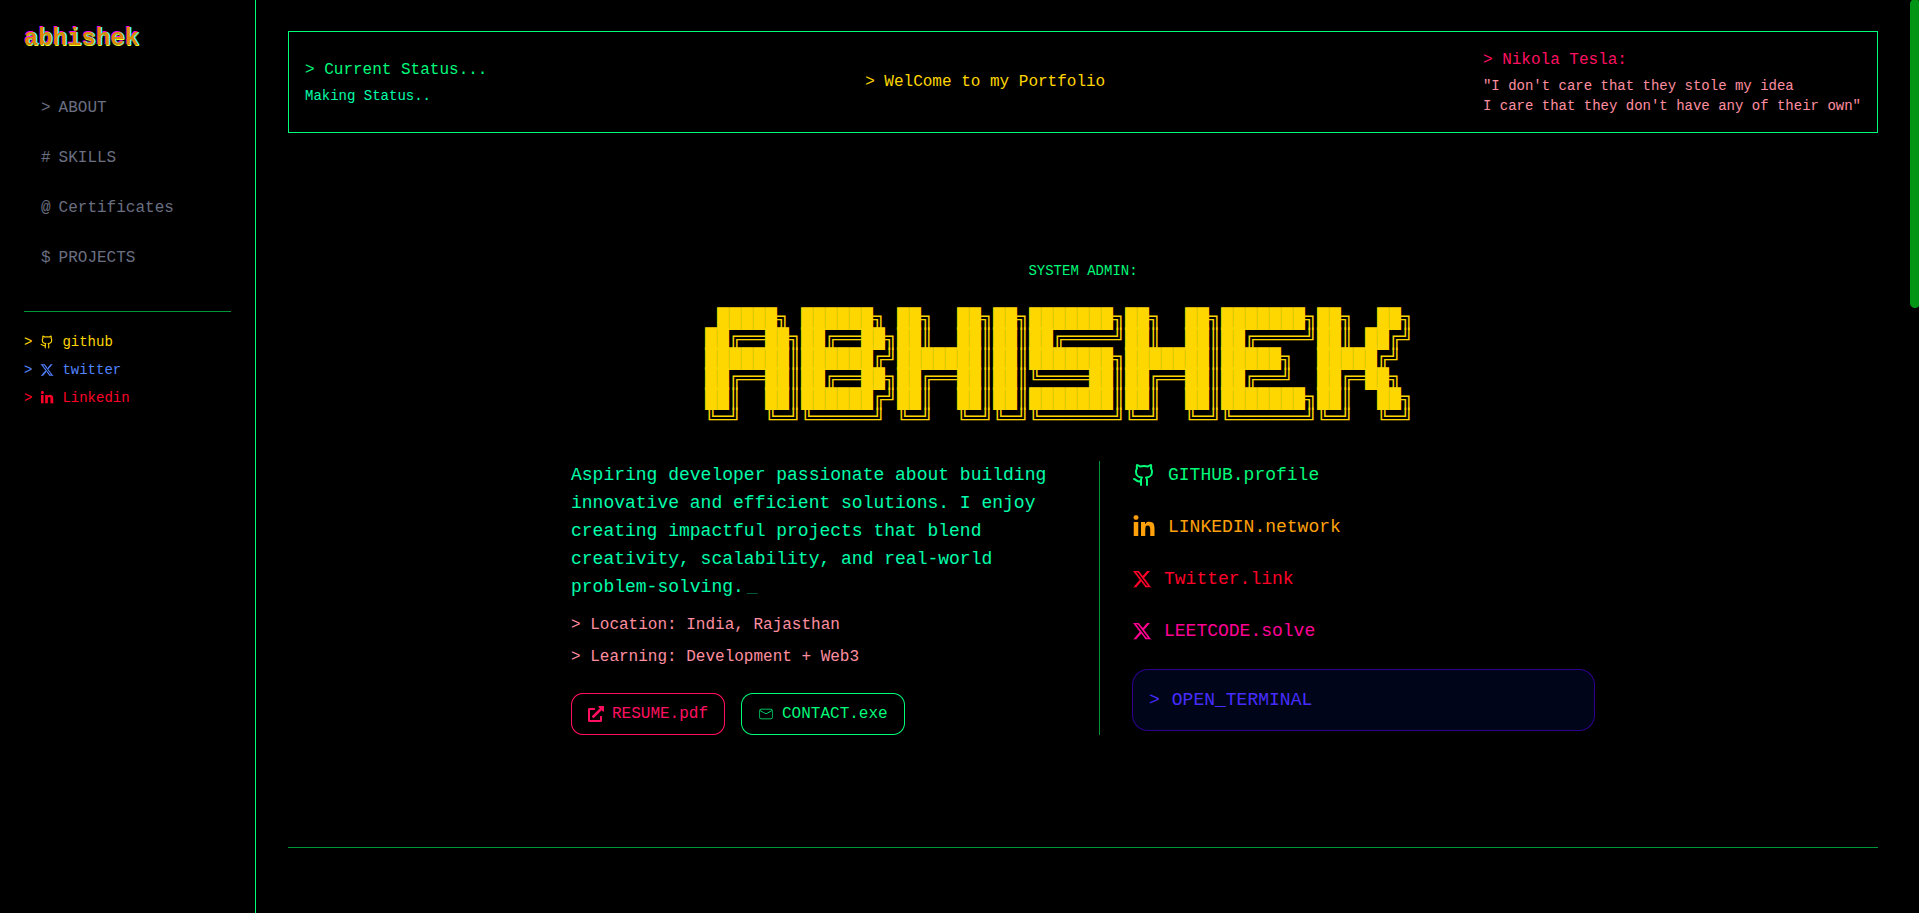 abhishek
> ABOUT
# SKILLS
@ Certificates
$ PROJECTS
> github
> twitter
> Linkedin
> Current Status...
Making Status..
> WelCome to my Portfolio
> Nikola Tesla:
"I don't care that they stole my idea
I care that they don't have any of their own"
SYSTEM ADMIN:
ABHISHEK
Aspiring developer passionate about building
innovative and efficient solutions. I enjoy
creating impactful projects that blend
creativity, scalability, and real-world
problem-solving._
> Location: India, Rajasthan
> Learning: Development + Web3
RESUME.pdf
CONTACT.exe
GITHUB.profile
LINKEDIN.network
Twitter.link
LEETCODE.solve
> OPEN_TERMINAL